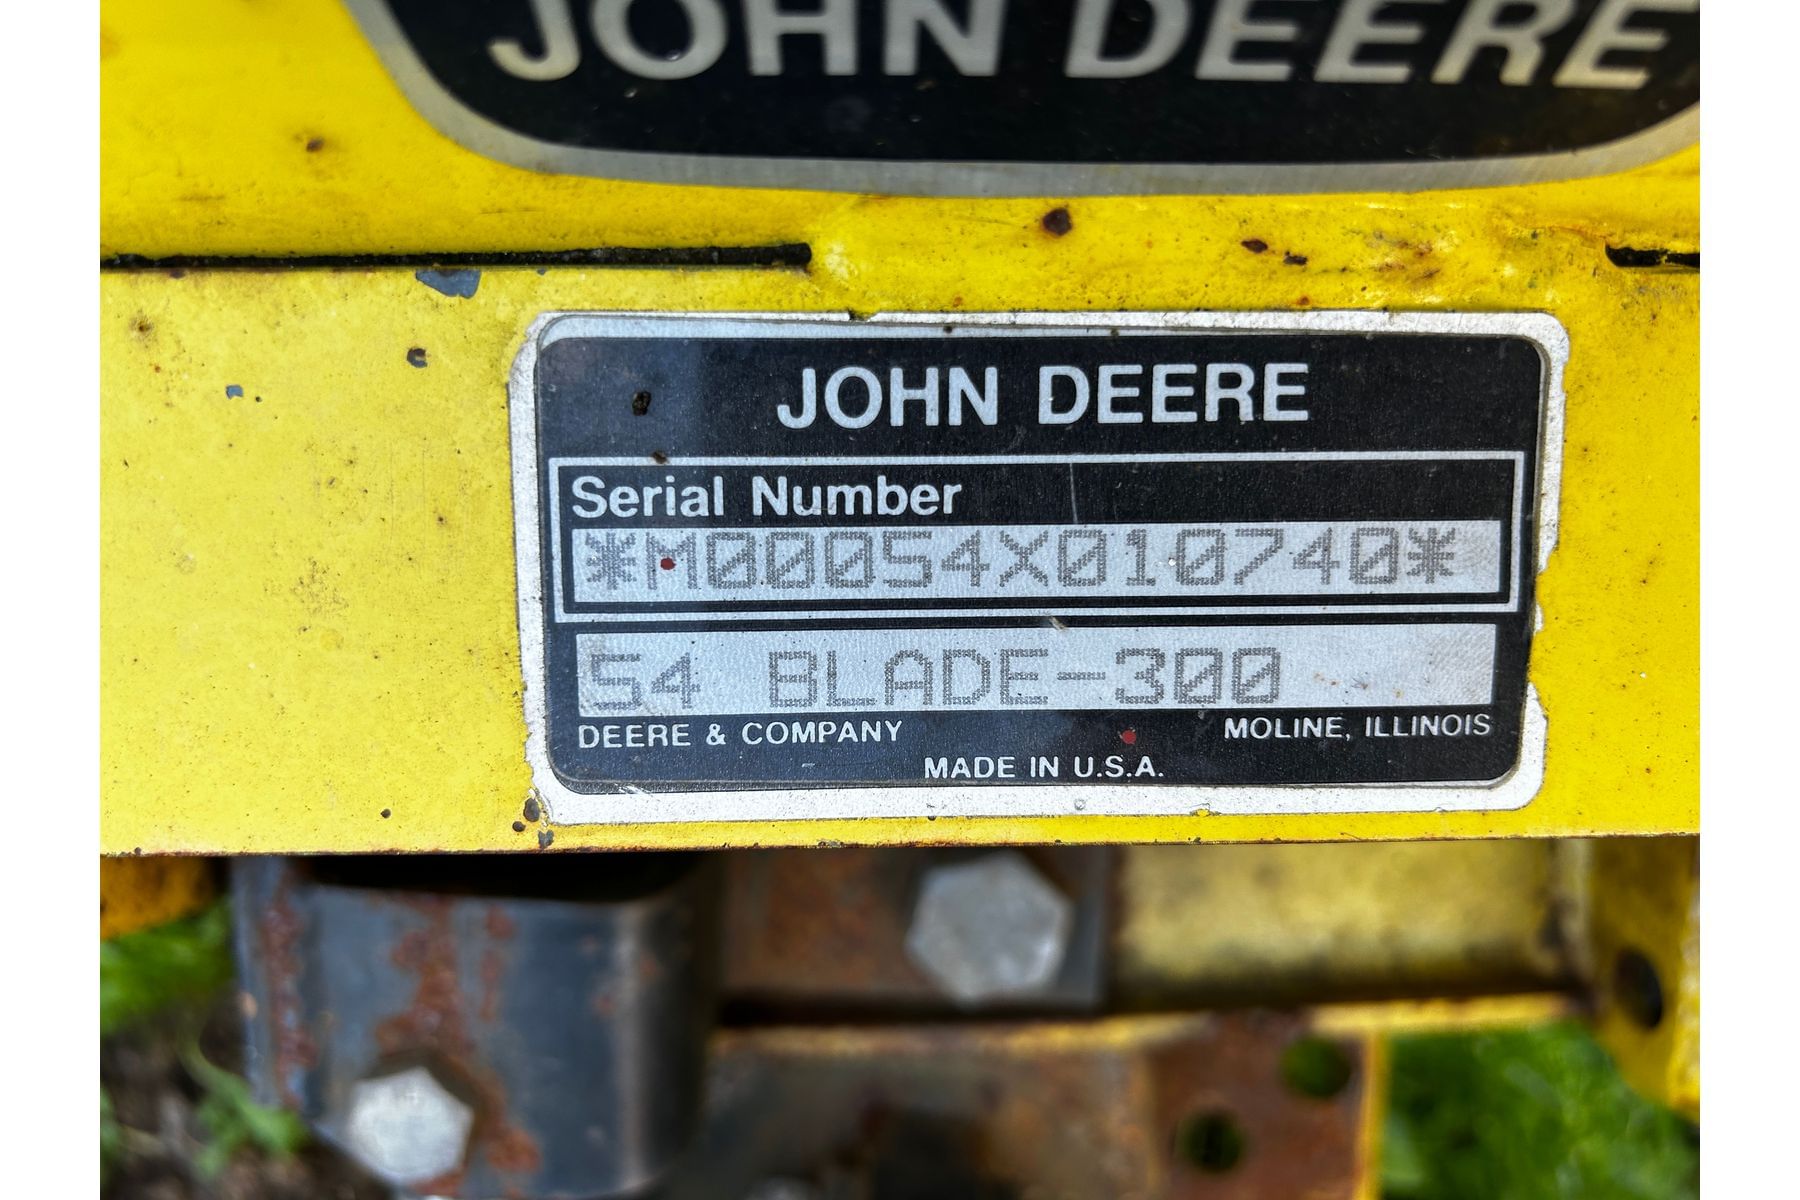 JOHN DEERE
JOHN DEERE
Serial Number
*M00054X010740*
54 BLADE-300
DEERE & COMPANY MOLINE, ILLINOIS
MADE IN U.S.A.